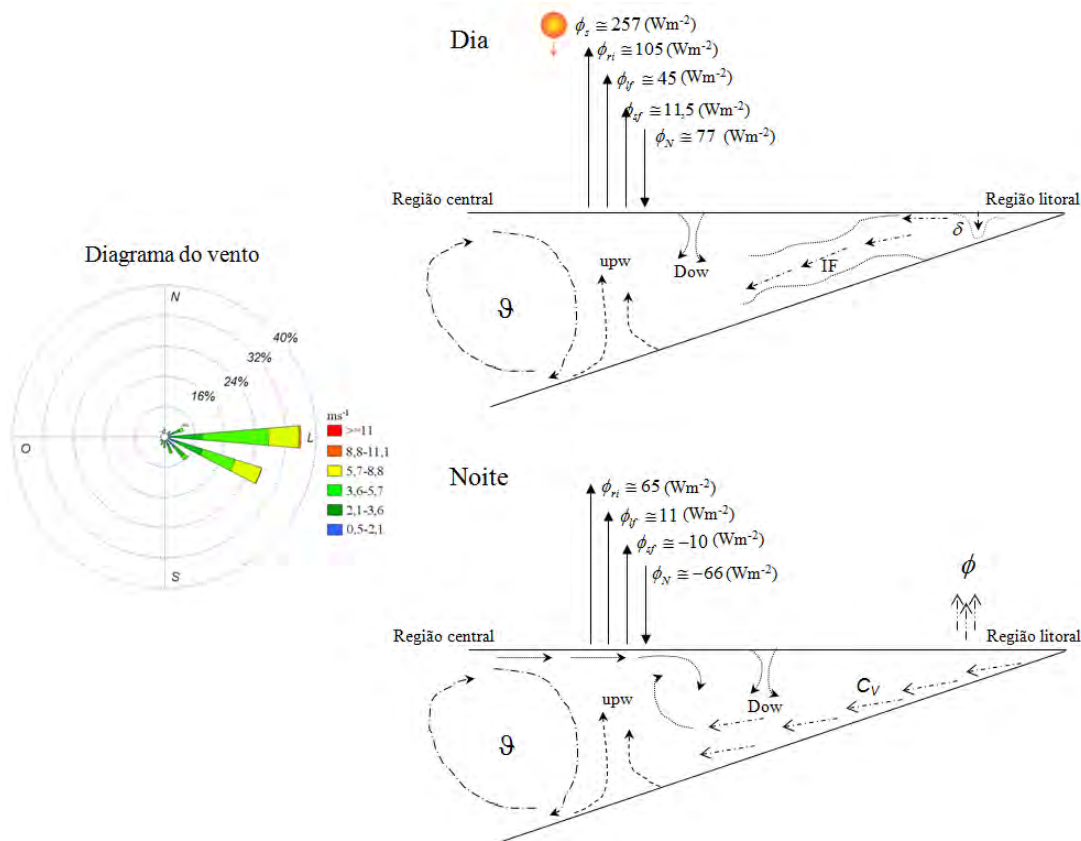 Dia
ϕs ≅ 257 (Wm-2)
ϕri ≅ 105 (Wm-2)
ϕlf ≅ 45 (Wm-2)
ϕsf ≅ 11,5 (Wm-2)
ϕN ≅ 77 (Wm-2)
Região central
Região litoral
δ
IF
upw
Dow
ϑ
Diagrama do vento
N
40%
32%
24%
16%
O
L
S
ms-1
>=11
8,8-11,1
5,7-8,8
3,6-5,7
2,1-3,6
0,5-2,1
Noite
ϕri ≅ 65 (Wm-2)
ϕlf ≅ 11 (Wm-2)
ϕsf ≅ −10 (Wm-2)
ϕN ≅ −66 (Wm-2)
ϕ
Região central
Região litoral
CV
upw
Dow
ϑ